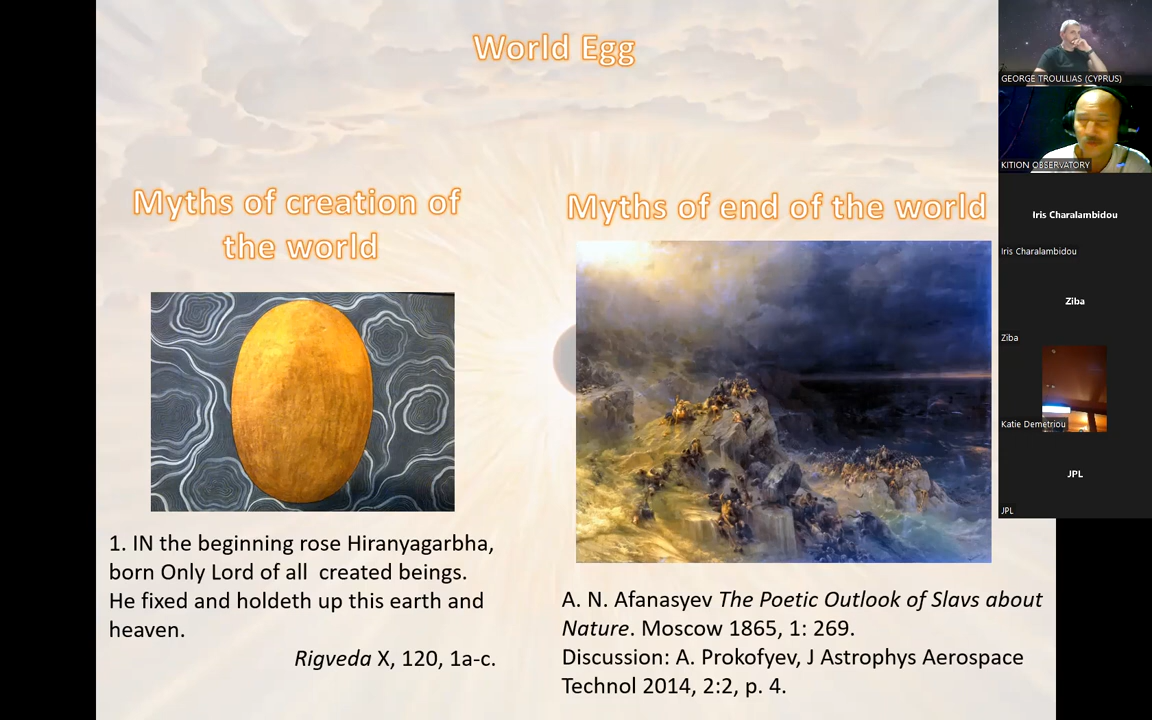 World Egg
Myths of creation of
the world
1. IN the beginning rose Hiranyagarbha,
born Only Lord of all  created beings.
He fixed and holdeth up this earth and
heaven.
Rigveda X, 120, 1a-c.
Myths of end of the world
A. N. Afanasyev The Poetic Outlook of Slavs about
Nature. Moscow 1865, 1: 269.
Discussion: A. Prokofyev, J Astrophys Aerospace
Technol 2014, 2:2, p. 4.
GEORGE TROULLIAS (CYPRUS)
KITION OBSERVATORY
Iris Charalambidou
Iris Charalambidou
Ziba
Ziba
Katie Demetriou
JPL
JPL